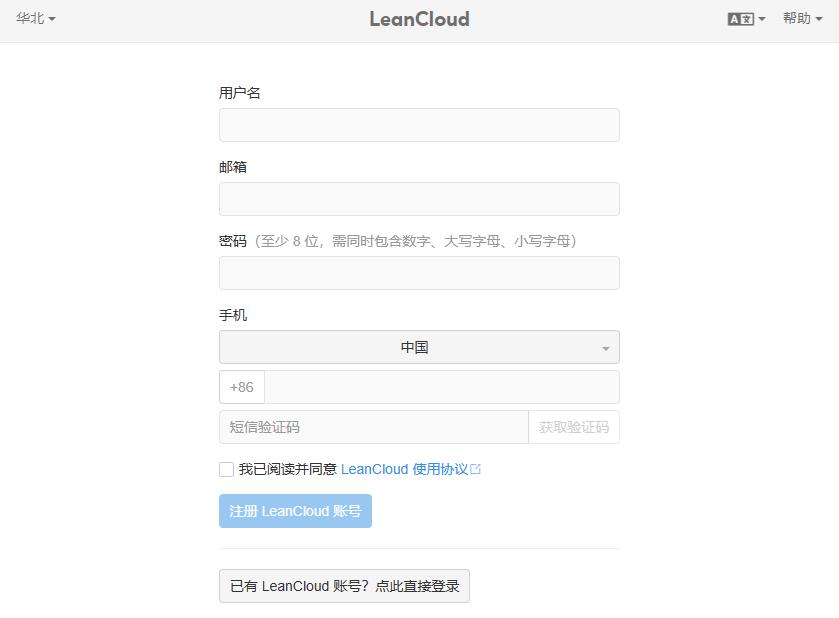 华北
LeanCloud
A文
帮助
用户名
邮箱
密码（至少 8 位，需同时包含数字、大写字母、小写字母）
手机
中国
+86
短信验证码 获取验证码
我已阅读并同意 LeanCloud 使用协议
注册 LeanCloud 账号
已有 LeanCloud 账号？点此直接登录